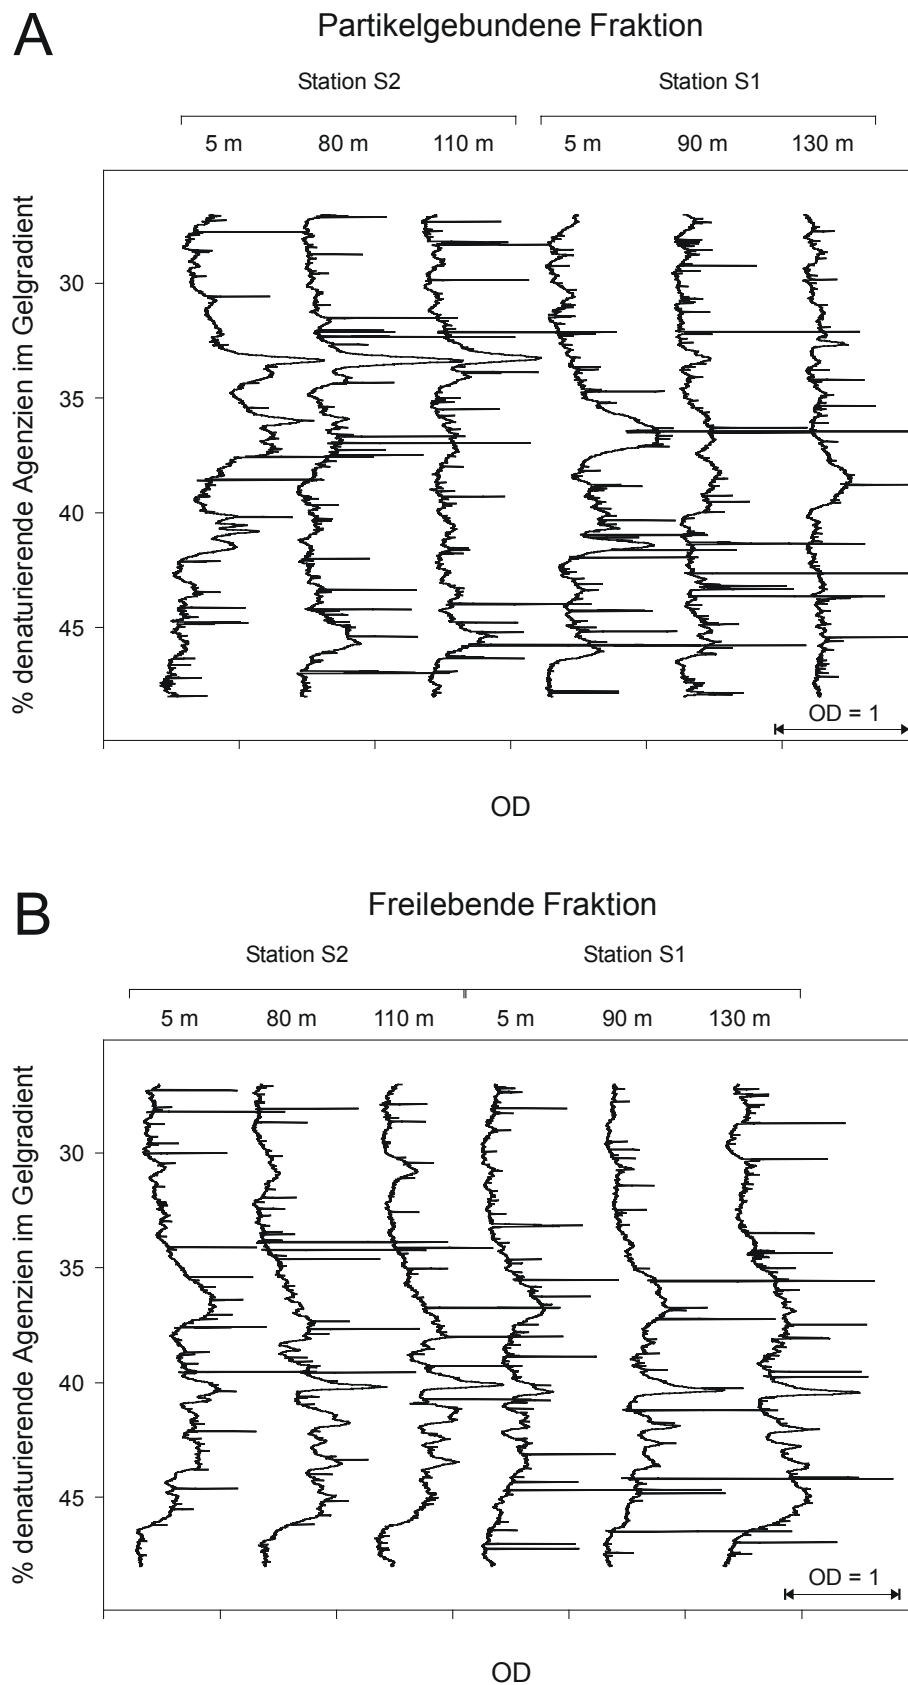 A
Partikelgebundene Fraktion
Station S2 Station S1
5 m 80 m 110 m 5 m 90 m 130 m
% denaturierende Agenzien im Gelgradient
30
35
40
45
OD = 1
OD
B
Freilebende Fraktion
Station S2 Station S1
5 m 80 m 110 m 5 m 90 m 130 m
% denaturierende Agenzien im Gelgradient
30
35
40
45
OD = 1
OD